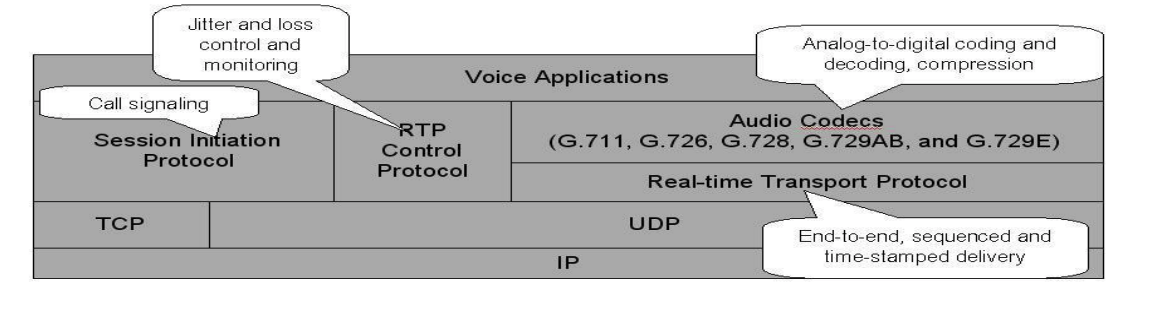 Jitter and loss
control and
monitoring
Analog-to-digital coding and
decoding, compression
Voice Applications
Call signaling
Session Initiation
Protocol
RTP
Control
Protocol
Audio Codecs
(G.711, G.726, G.728, G.729AB, and G.729E)
Real-time Transport Protocol
TCP
UDP
End-to-end, sequenced and
time-stamped delivery
IP